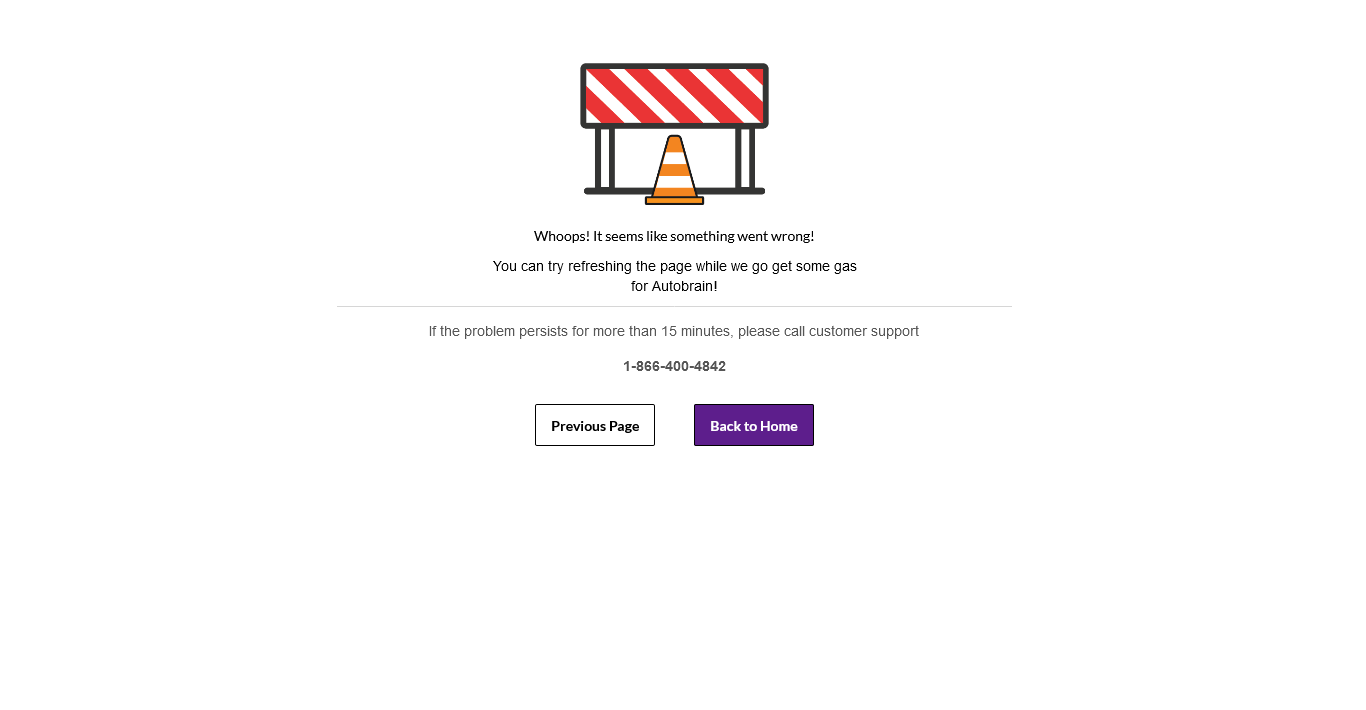 Whoops! It seems like something went wrong!
You can try refreshing the page while we go get some gas
for Autobrain!
If the problem persists for more than 15 minutes, please call customer support
1-866-400-4842
Previous Page
Back to Home